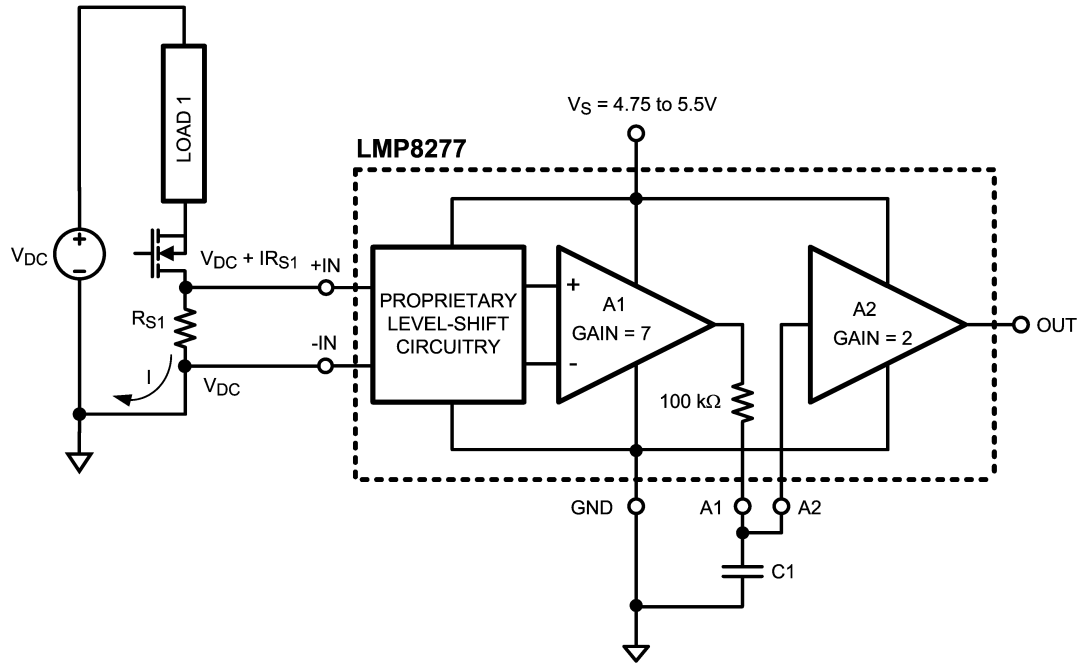 V_S = 4.75 to 5.5V
LMP8277
LOAD 1
V_DC
+
-
V_DC + IR_S1
+IN
R_S1
-IN
I
V_DC
PROPRIETARY
LEVEL-SHIFT
CIRCUITRY
+
-
A1
GAIN = 7
100 kΩ
A2
GAIN = 2
OUT
GND
A1
A2
C1